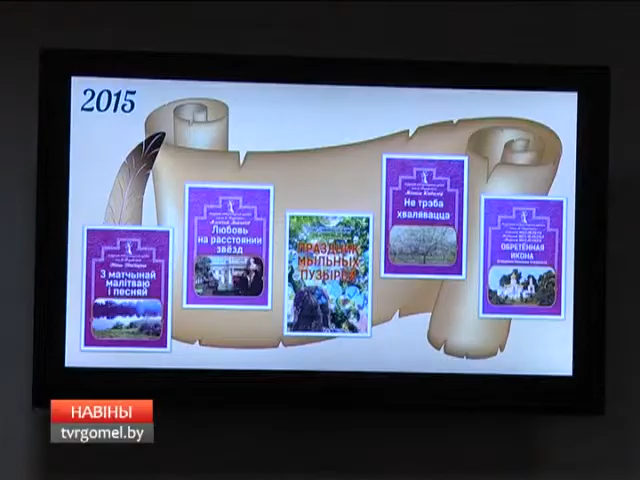 2015
З матчынай
малітваю
і песняй
Любовь
на расстоянии
звёзд
ПРАЗДНИК
МЫЛЬНЫХ
ПУЗЫРЕЙ
Не трэба
хвалявацца
ОБРЕТЁННАЯ
ИКОНА
НАВІНЫ
tvrgomel.by